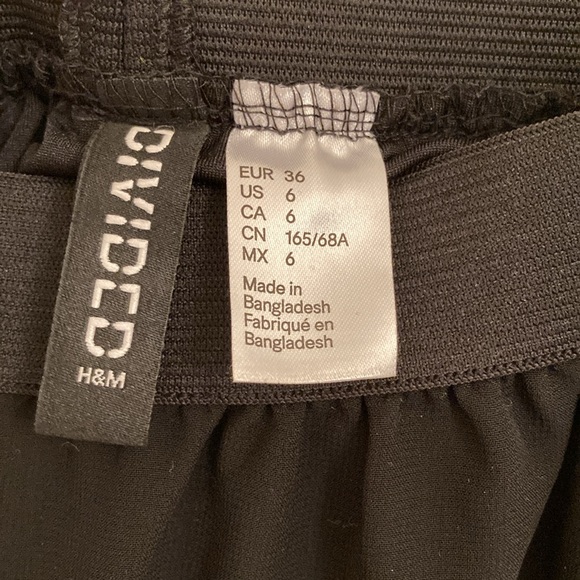 DIVIDED
H&M
EUR 36
US 6
CA 6
CN 165/68A
MX 6
Made in
Bangladesh
Fabriqué en
Bangladesh